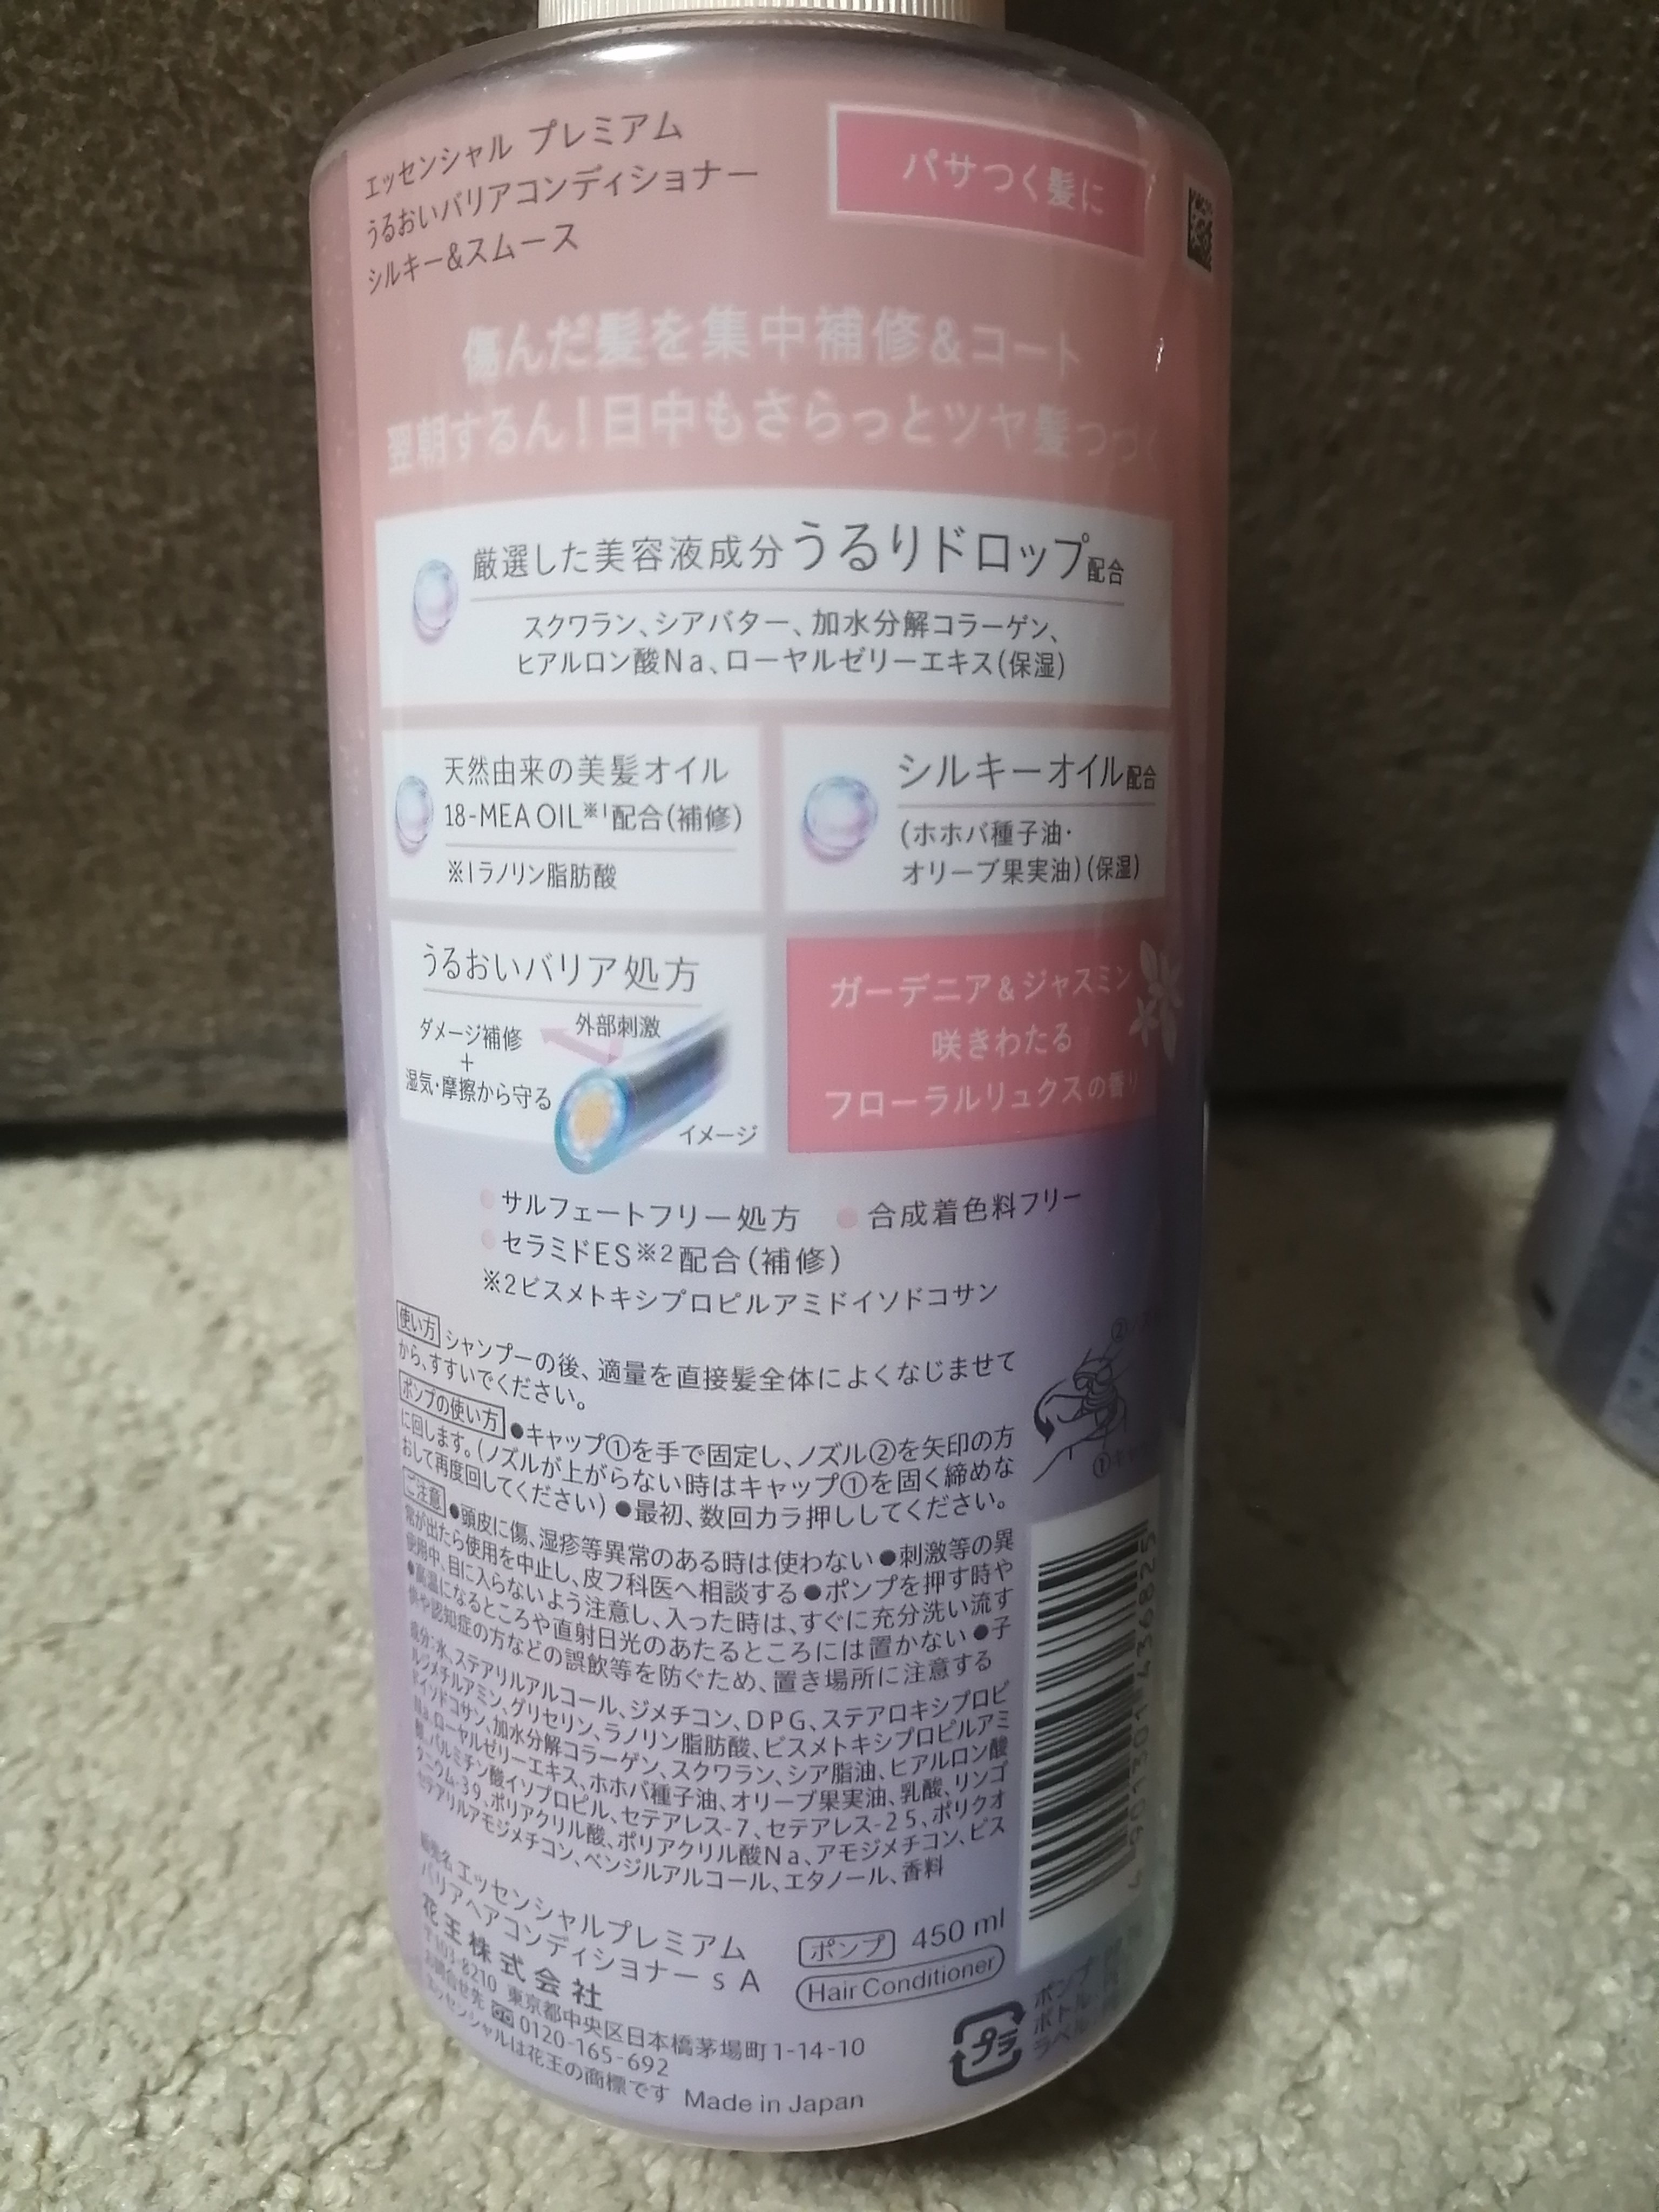 エッセンシャル プレミアム
うるおいバリアコンディショナー
シルキー&スムース
パサつく髪に
傷んだ髪を集中補修&コート
翌朝するん!日中もさらっとツヤ髪つづく
厳選した美容液成分うるりドロップ配合
スクワラン、シアバター、加水分解コラーゲン、
ヒアルロン酸Na、ローヤルゼリーエキス(保湿)
天然由来の美髪オイル
18-MEA OIL※1配合(補修)
※1ラノリン脂肪酸
シルキーオイル配合
(ホホバ種子油・
オリーブ果実油)(保湿)
うるおいバリア処方
ダメージ補修
+
湿気・摩擦から守る
外部刺激
イメージ
ガーデニア&ジャスミン
咲きわたる
フローラルリュクスの香り
●サルフェートフリー処方 ●合成着色料フリー
●セラミドES※2配合(補修)
※2ビスメトキシプロピルアミドイソドコサン
使い方 シャンプーの後、適量を直接髪全体によくなじませて
から、すすいでください。
ポンプの使い方 ●キャップ①を手で固定し、ノズル②を矢印の方
に回します。(ノズルが上がらない時はキャップ①を固く締めな
おして再度回してください) ●最初、数回カラ押ししてください。
②
①
ご注意 ●頭皮に傷、湿疹等異常のある時は使わない ●刺激等の異
常が出たら使用を中止し、皮フ科医へ相談する ●ポンプを押す時や
使用中、目に入らないよう注意し、入った時は、すぐに充分洗い流す
●高温になるところや直射日光のあたるところには置かない ●子
供や認知症の方などの誤飲等を防ぐため、置き場所に注意する
成分:水、ステアリルアルコール、ジメチコン、DPG、ステアロキシプロピ
ルジメチルアミン、グリセリン、ラノリン脂肪酸、ビスメトキシプロピルアミ
ドイソドコサン、加水分解コラーゲン、スクワラン、シア脂油、ヒアルロン酸
Na、ローヤルゼリーエキス、ホホバ種子油、オリーブ果実油、乳酸、リンゴ
酸、パルミチン酸イソプロピル、セテアレス-7、セテアレス-25、ポリクオ
タニウム-39、ポリアクリル酸、ポリアクリル酸Na、アモジメチコン、ビス
セテアリルアモジメチコン、ベンジルアルコール、エタノール、香料
販売名 エッセンシャルプレミアム
バリアヘアコンディショナー s A
花王株式会社
〒103-8210 東京都中央区日本橋茅場町1-14-10
お問合せ先 0120-165-692
エッセンシャルは花王の商標です Made in Japan
ポンプ 450 ml
Hair Conditioner
4 901301 436825
プラ
ポンプ
ボトル
ラベル